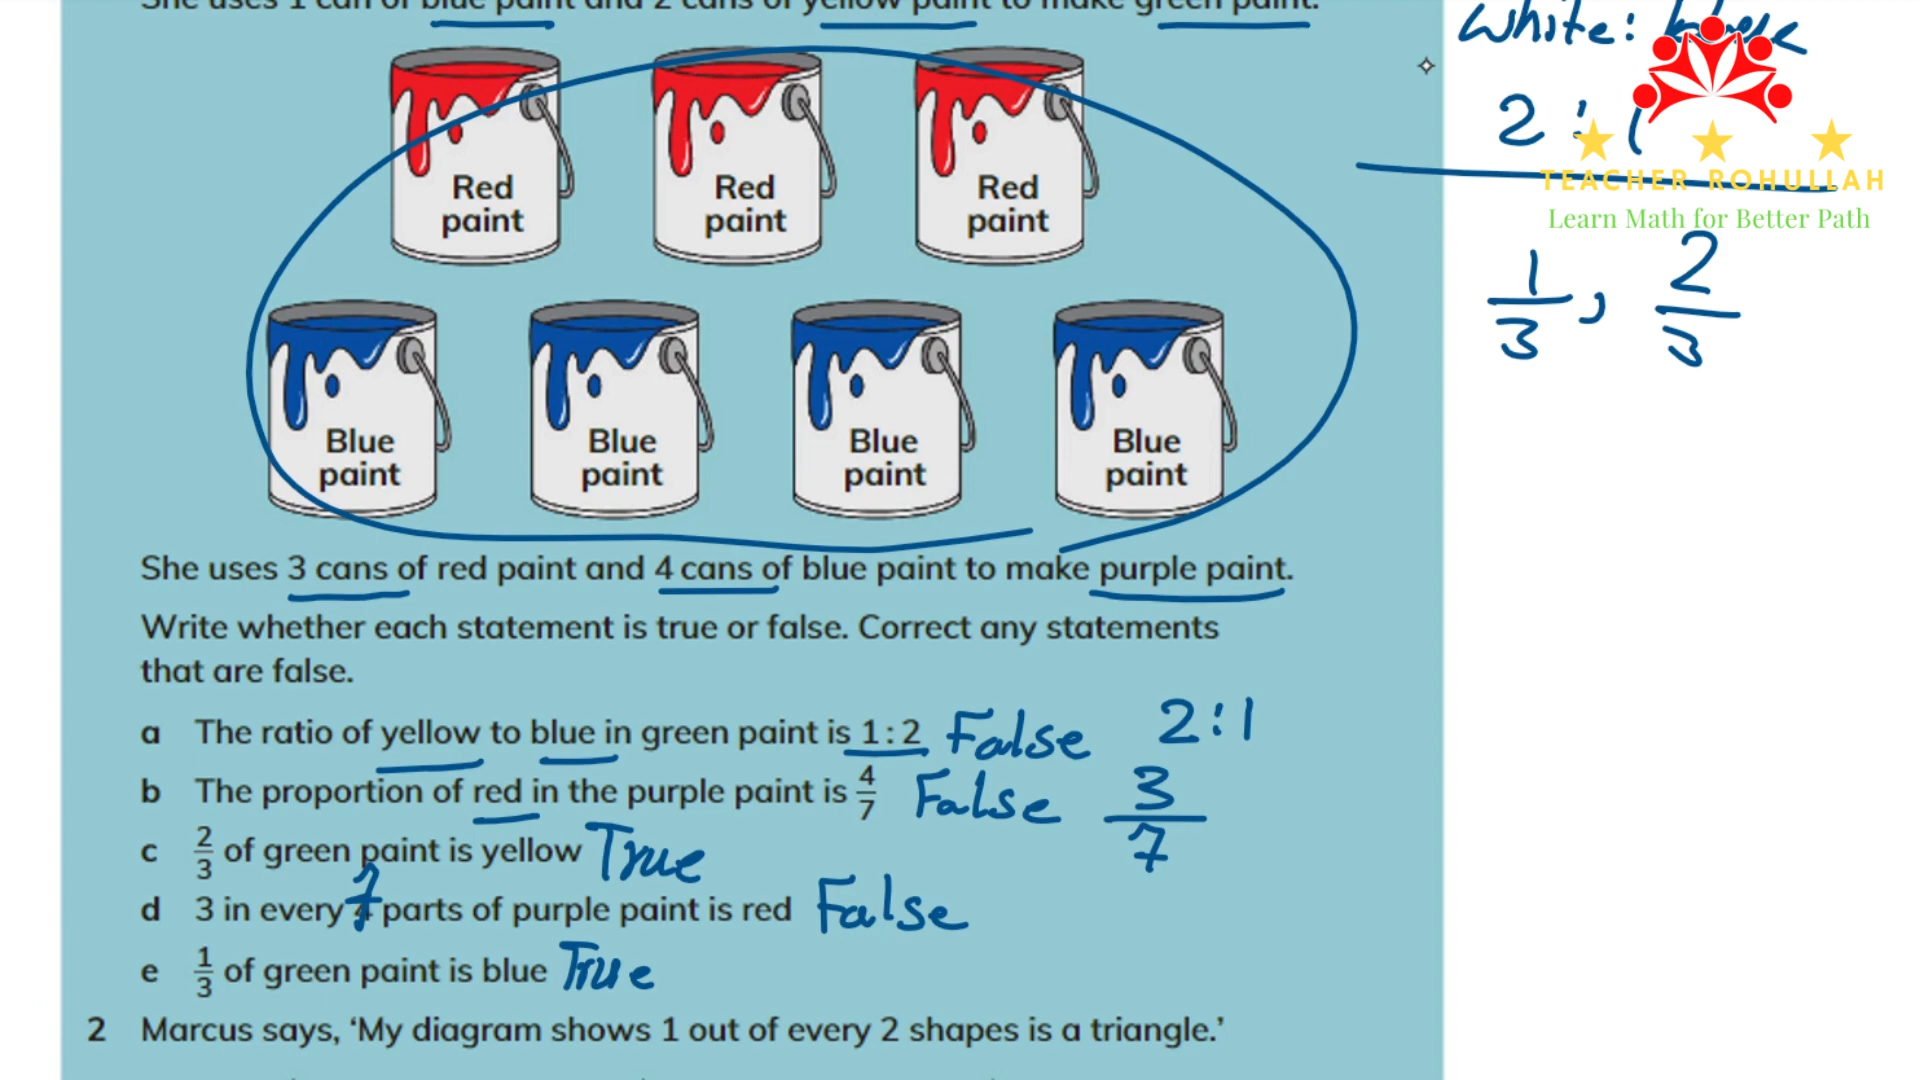 She uses 1 can of blue paint and 2 cans of yellow paint to make green paint.
White:
2:1
TEACHER ROHULLAH
Learn Math for Better Path
1/3, 2/3
Red paint
Red paint
Red paint
Blue paint
Blue paint
Blue paint
Blue paint
She uses 3 cans of red paint and 4 cans of blue paint to make purple paint.
Write whether each statement is true or false. Correct any statements
that are false.
a The ratio of yellow to blue in green paint is 1:2 False 2:1
b The proportion of red in the purple paint is 4/7 False 3/7
c 2/3 of green paint is yellow True
d 3 in every 7 parts of purple paint is red False
e 1/3 of green paint is blue True
2 Marcus says, ‘My diagram shows 1 out of every 2 shapes is a triangle.’